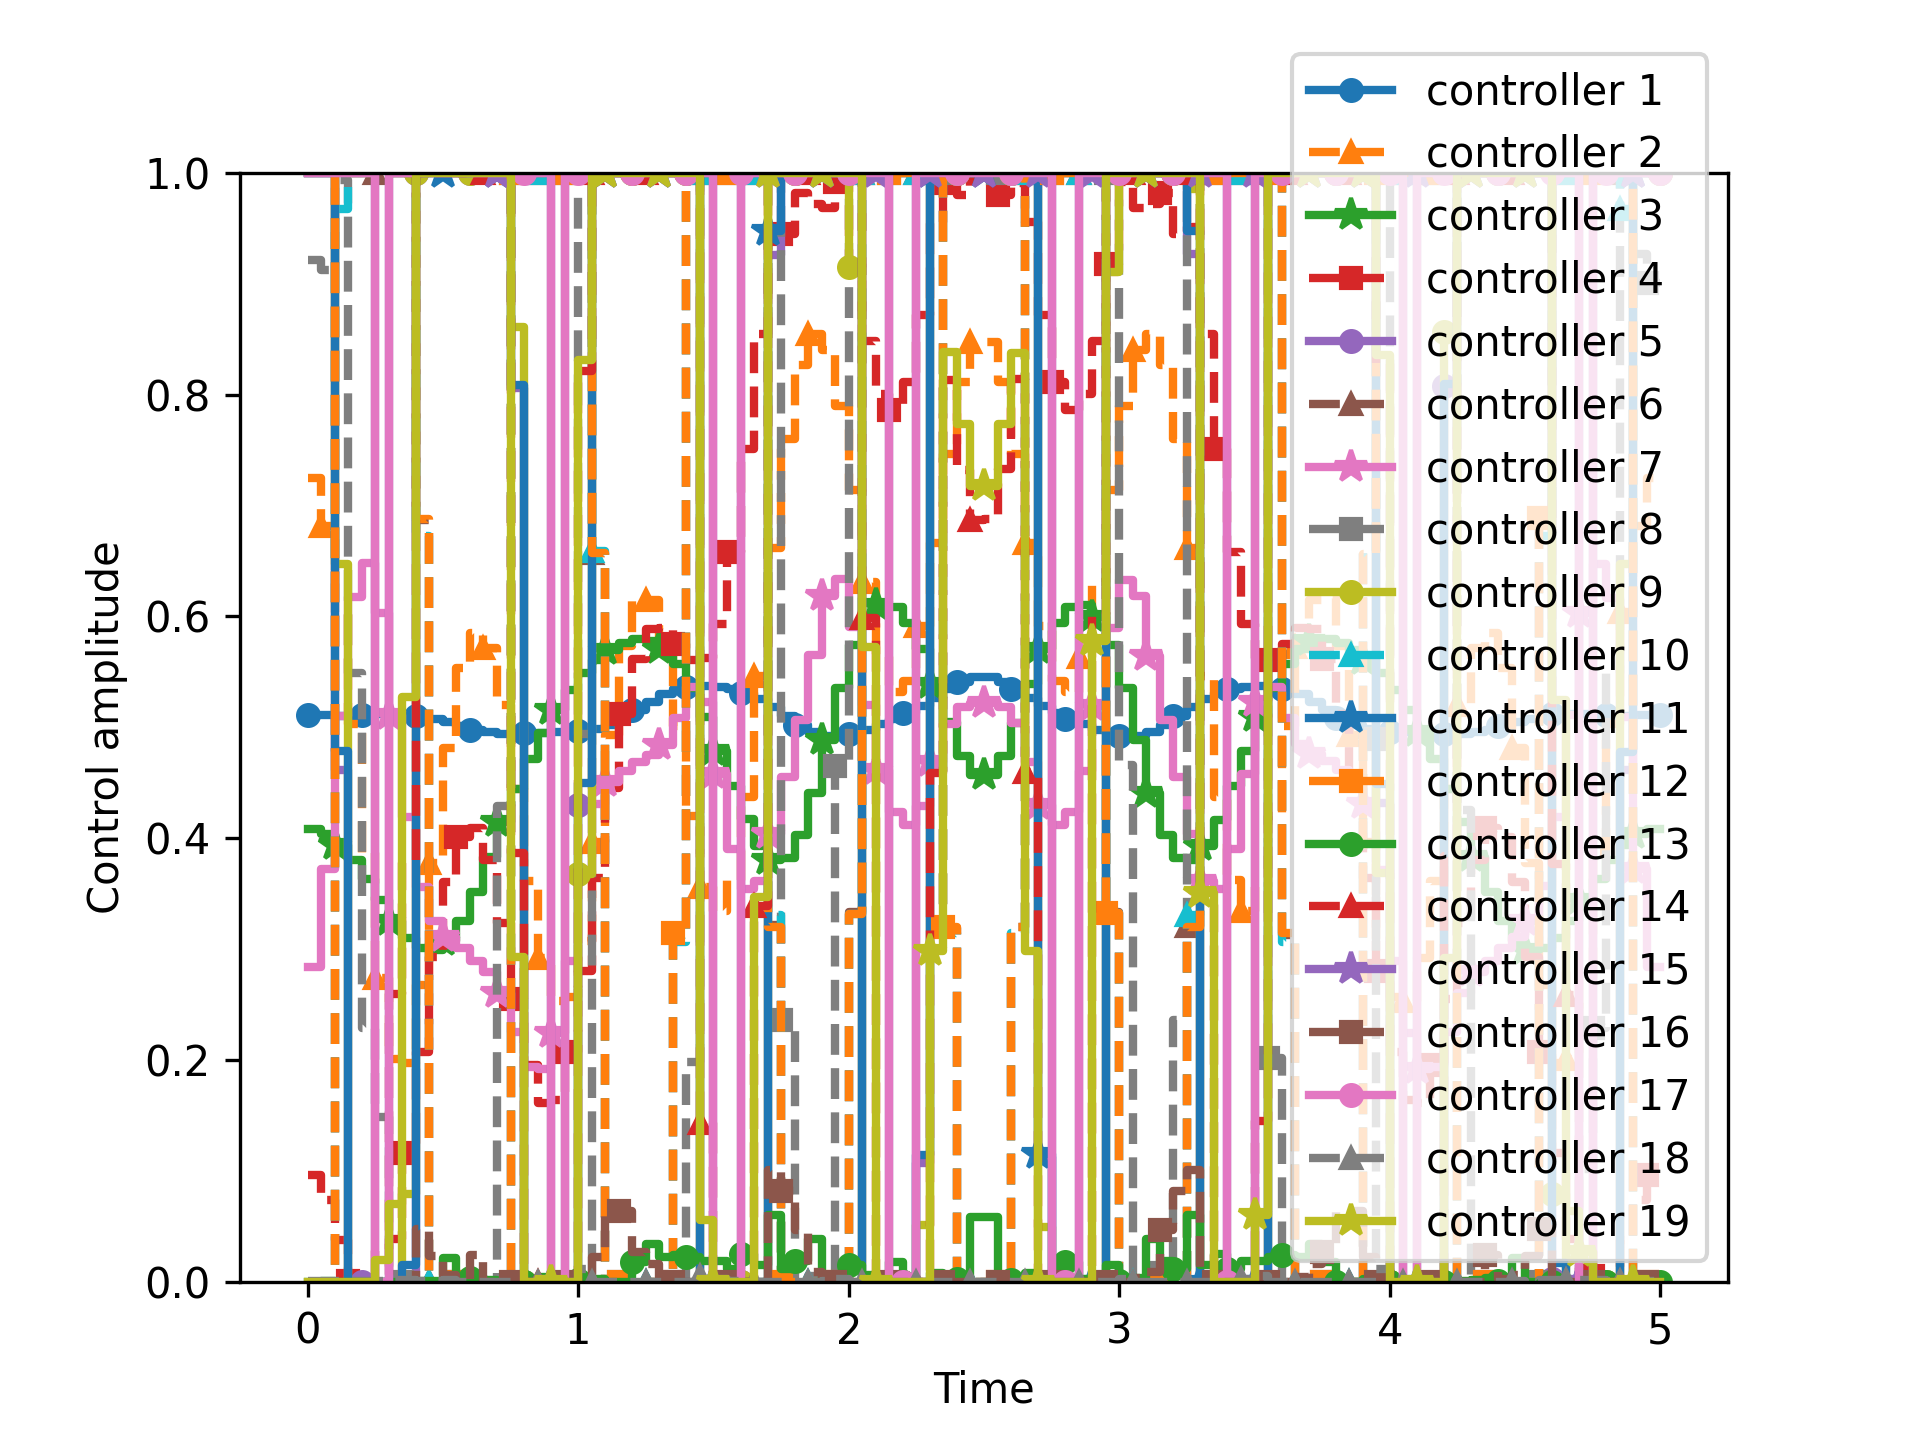 controller 1
controller 2
controller 3
controller 4
controller 5
controller 6
controller 7
controller 8
controller 9
controller 10
controller 11
controller 12
controller 13
controller 14
controller 15
controller 16
controller 17
controller 18
controller 19
1.0
0.8
0.6
0.4
0.2
0.0
Control amplitude
0 1 2 3 4 5
Time